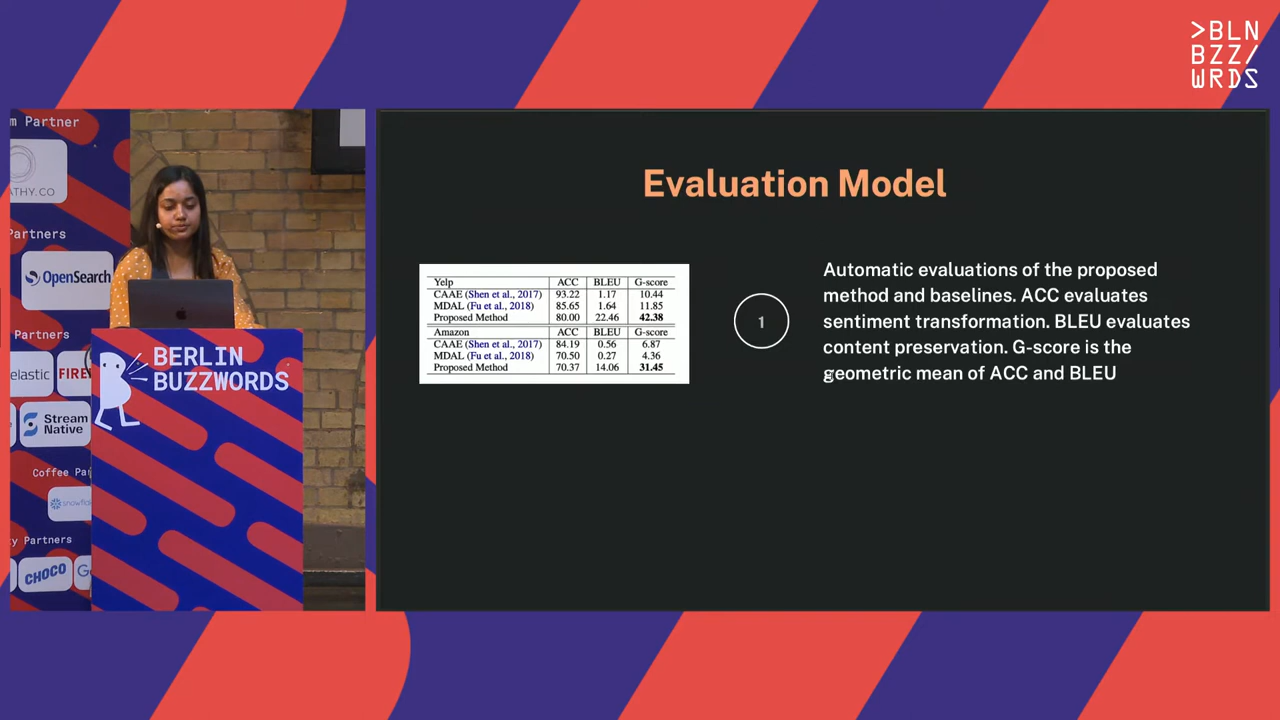 >BLN
BZZ/
WRDS
m Partner
THY.CO
Partners
OpenSearch
Partners
elastic
FIRE
Stream
Native
Coffee Par
snowflak
y Partners
CHOCO
BERLIN
BUZZWORDS
Evaluation Model
Yelp ACC BLEU G-score
CAAE (Shen et al., 2017) 93.22 1.17 10.44
MDAL (Fu et al., 2018) 85.65 1.64 11.85
Proposed Method 80.00 22.46 42.38
Amazon ACC BLEU G-score
CAAE (Shen et al., 2017) 84.19 0.56 6.87
MDAL (Fu et al., 2018) 70.50 0.27 4.36
Proposed Method 70.37 14.06 31.45
1
Automatic evaluations of the proposed
method and baselines. ACC evaluates
sentiment transformation. BLEU evaluates
content preservation. G-score is the
geometric mean of ACC and BLEU